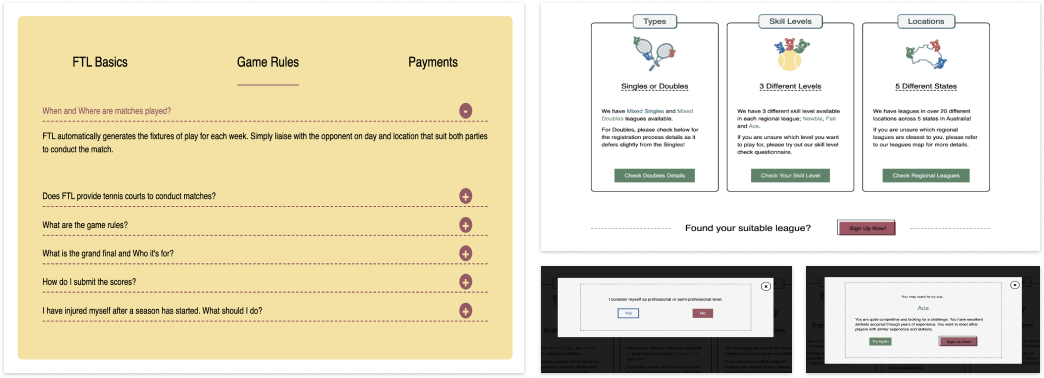 FTL Basics
Game Rules
Payments
When and Where are matches played?
-
FTL automatically generates the fixtures of play for each week. Simply liaise with the opponent on day and location that suit both parties
to conduct the match.
Does FTL provide tennis courts to conduct matches?
+
What are the game rules?
+
What is the grand final and Who it's for?
+
How do I submit the scores?
+
I have injured myself after a season has started. What should I do?
+
Types
Singles or Doubles
We have Mixed Singles and Mixed
Doubles leagues available.
For Doubles, please check below for
the registration process details as it
defers slightly from the Singles!
Check Doubles Details
Skill Levels
3 Different Levels
We have 3 different skill level available
in each regional league; Newbie, Fair
and Ace.
If you are unsure which level you want
to play for, please try out our skill level
check questionnaire.
Check Your Skill Level
Locations
5 Different States
We have leagues in over 20 different
locations across 5 states in Australia!
If you are unsure which regional
leagues are closest to you, please refer
to our leagues map for more details.
Check Regional Leagues
Found your suitable league?
Sign Up Now!
I consider myself as professional or semi-professional level.
Yes
No
You may want to try out...
Ace
You are quite competitive and looking for a challenge. You have excellent
skillsets acquired through years of experience. You want to meet other
players with similar experience and skillsets.
Try Again
Sign Up Now!